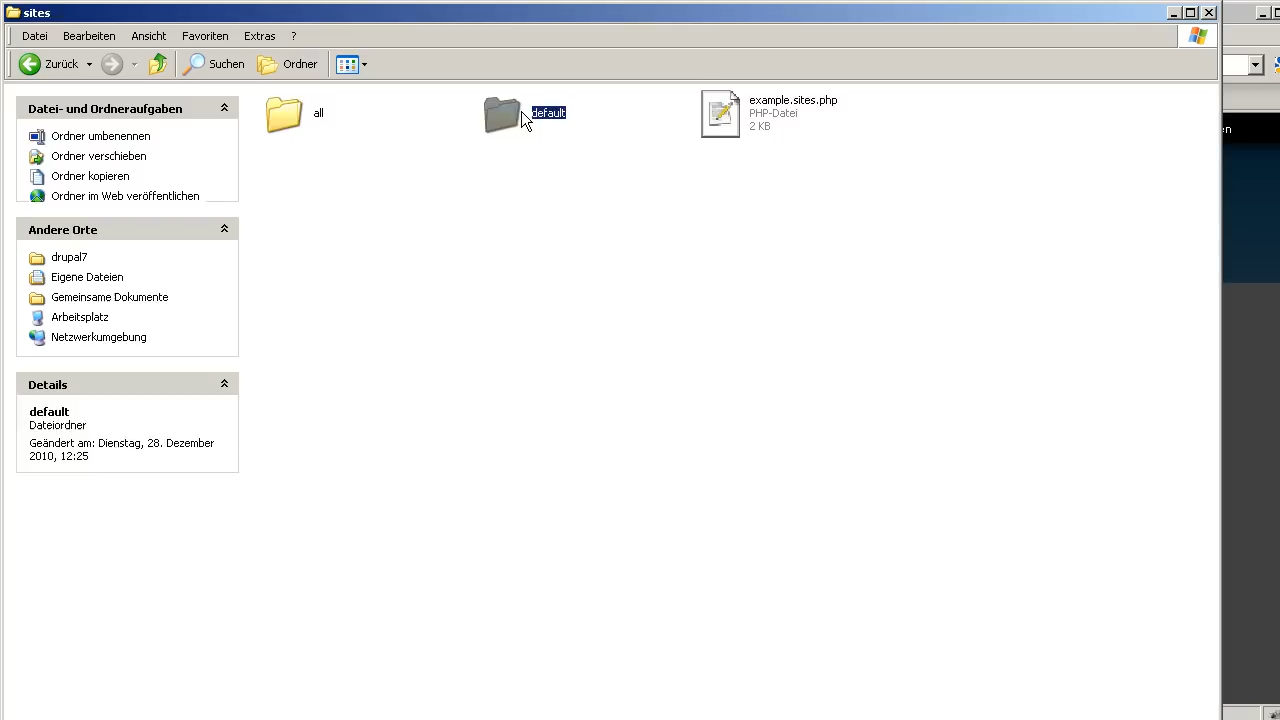 sites
Datei Bearbeiten Ansicht Favoriten Extras ?
Zurück Suchen Ordner
Datei- und Ordneraufgaben
Ordner umbenennen
Ordner verschieben
Ordner kopieren
Ordner im Web veröffentlichen
Andere Orte
drupal7
Eigene Dateien
Gemeinsame Dokumente
Arbeitsplatz
Netzwerkumgebung
Details
default
Dateiordner
Geändert am: Dienstag, 28. Dezember
2010, 12:25
all
default
example.sites.php
PHP-Datei
2 KB
en